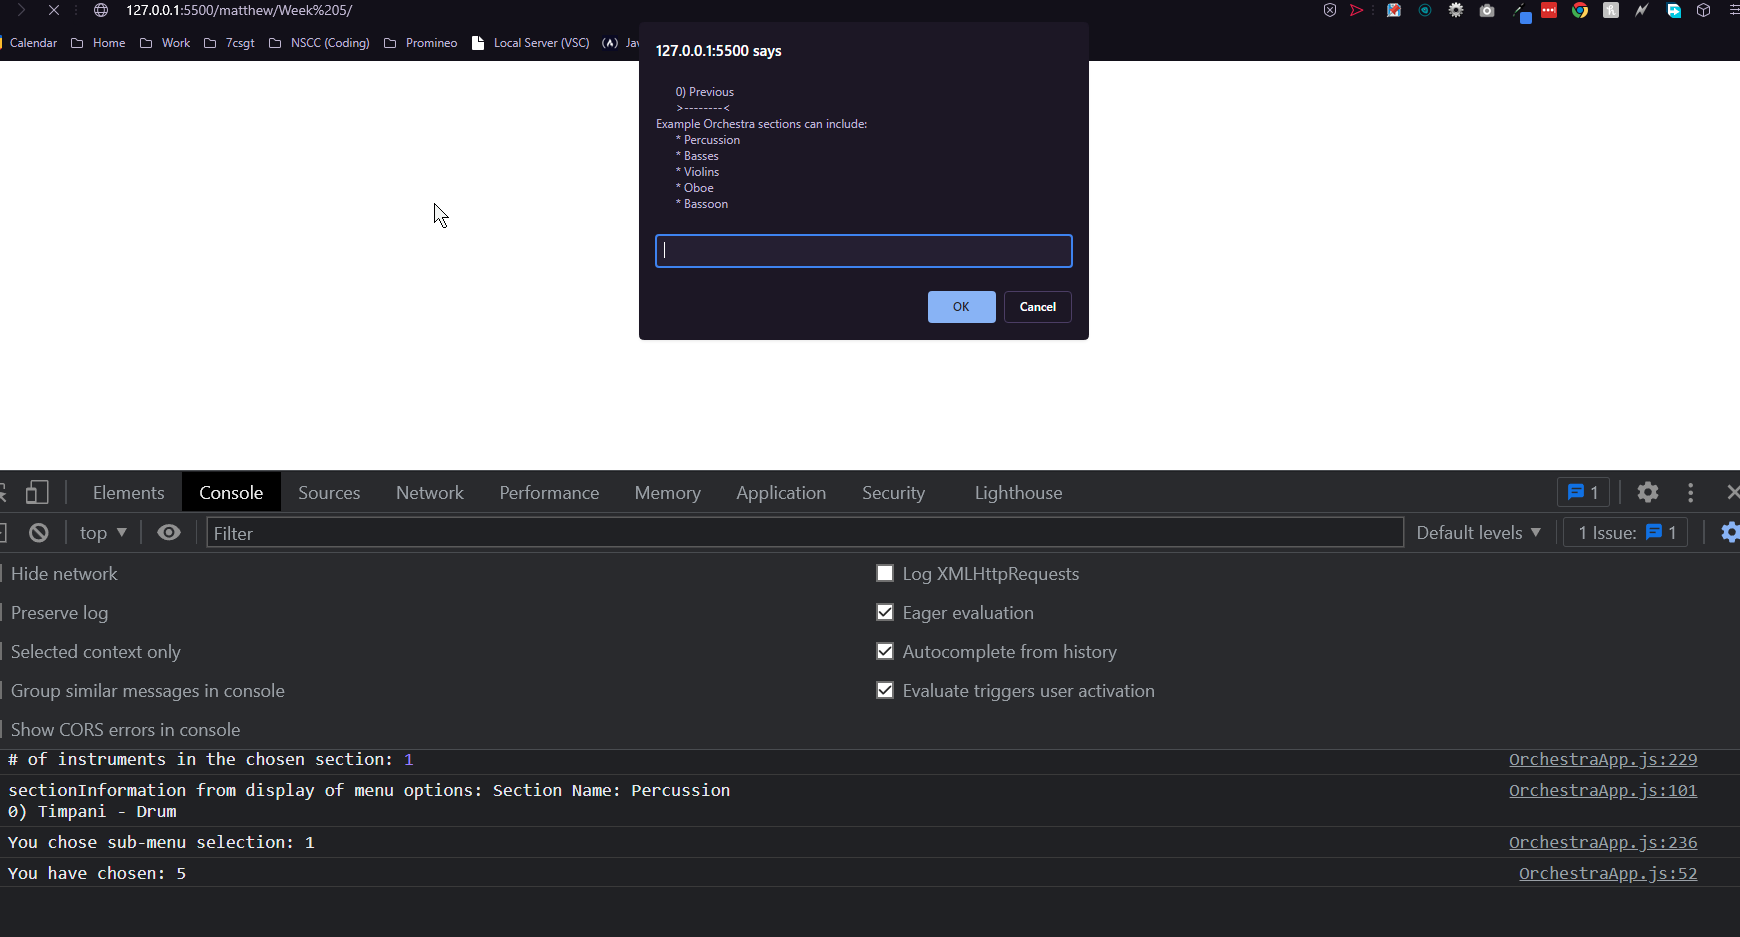 127.0.0.1:5500/matthew/Week%205/
Calendar Home Work 7csgt NSCC (Coding) Promineo Local Server (VSC)
127.0.0.1:5500 says
0) Previous
>--------<
Example Orchestra sections can include:
* Percussion
* Basses
* Violins
* Oboe
* Bassoon
OK Cancel
Elements Console Sources Network Performance Memory Application Security Lighthouse 1
top Filter Default levels 1 Issue: 1
Hide network Log XMLHttpRequests
Preserve log Eager evaluation
Selected context only Autocomplete from history
Group similar messages in console Evaluate triggers user activation
Show CORS errors in console
# of instruments in the chosen section: 1 OrchestraApp.js:229
sectionInformation from display of menu options: Section Name: Percussion OrchestraApp.js:101
0) Timpani - Drum
You chose sub-menu selection: 1 OrchestraApp.js:236
You have chosen: 5 OrchestraApp.js:52